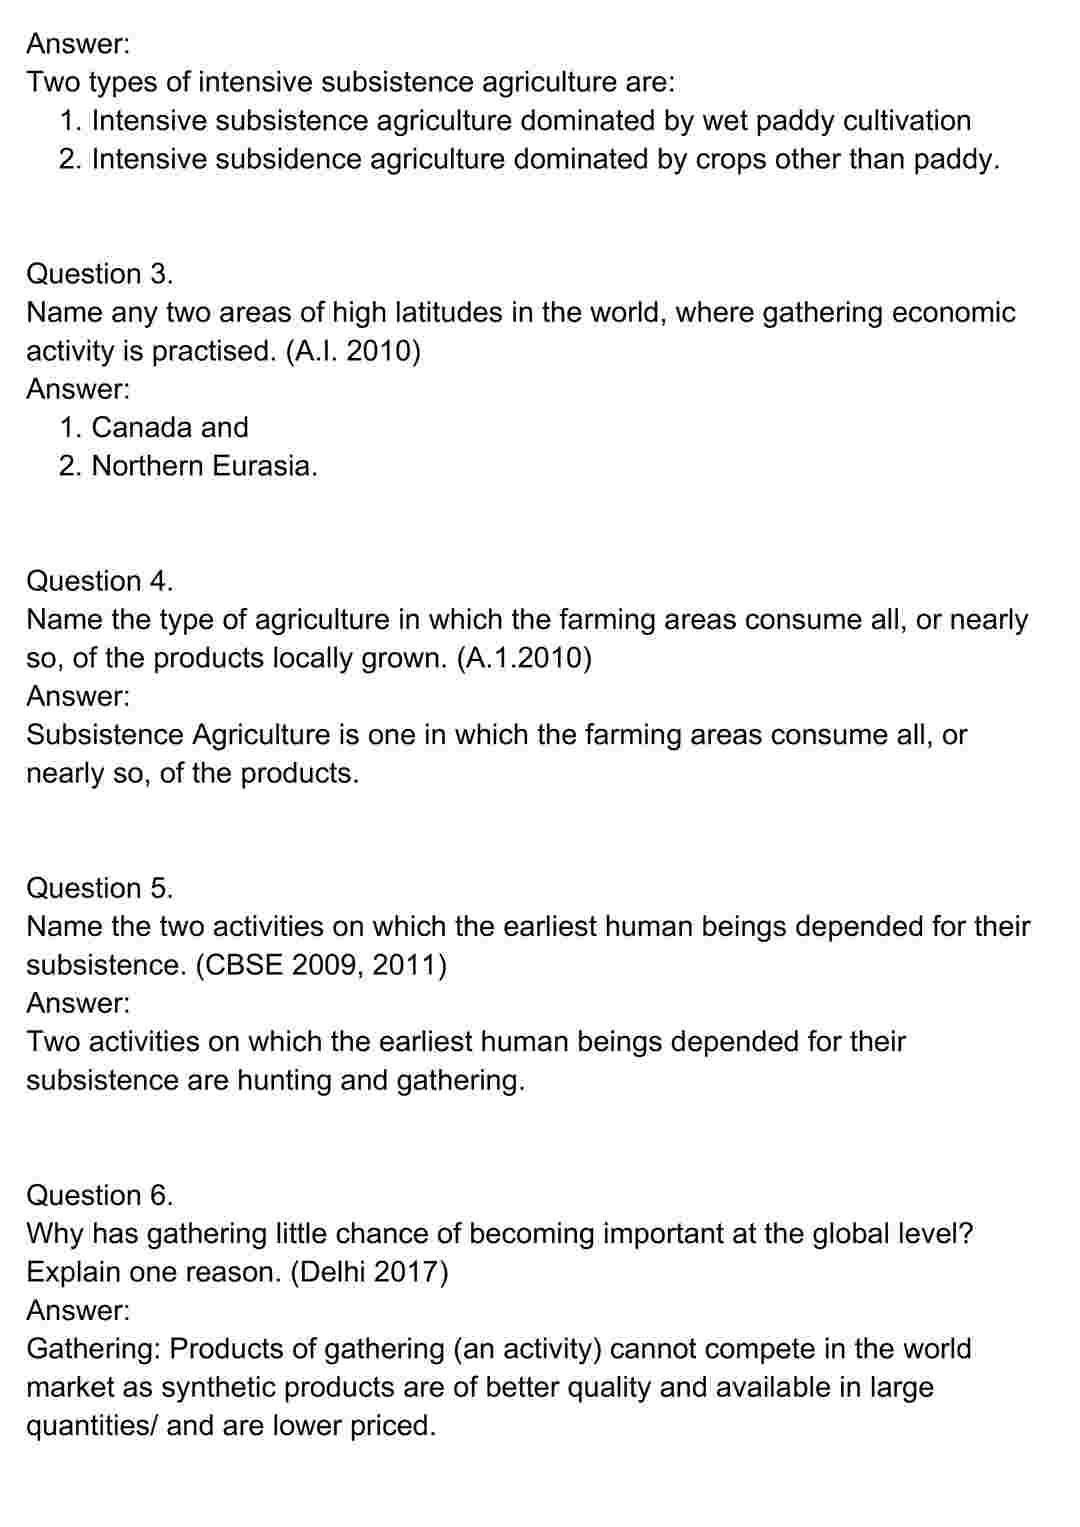 Answer:
Two types of intensive subsistence agriculture are:
1. Intensive subsistence agriculture dominated by wet paddy cultivation
2. Intensive subsidence agriculture dominated by crops other than paddy.
Question 3.
Name any two areas of high latitudes in the world, where gathering economic
activity is practised. (A.I. 2010)
Answer:
1. Canada and
2. Northern Eurasia.
Question 4.
Name the type of agriculture in which the farming areas consume all, or nearly
so, of the products locally grown. (A.1.2010)
Answer:
Subsistence Agriculture is one in which the farming areas consume all, or
nearly so, of the products.
Question 5.
Name the two activities on which the earliest human beings depended for their
subsistence. (CBSE 2009, 2011)
Answer:
Two activities on which the earliest human beings depended for their
subsistence are hunting and gathering.
Question 6.
Why has gathering little chance of becoming important at the global level?
Explain one reason. (Delhi 2017)
Answer:
Gathering: Products of gathering (an activity) cannot compete in the world
market as synthetic products are of better quality and available in large
quantities/ and are lower priced.